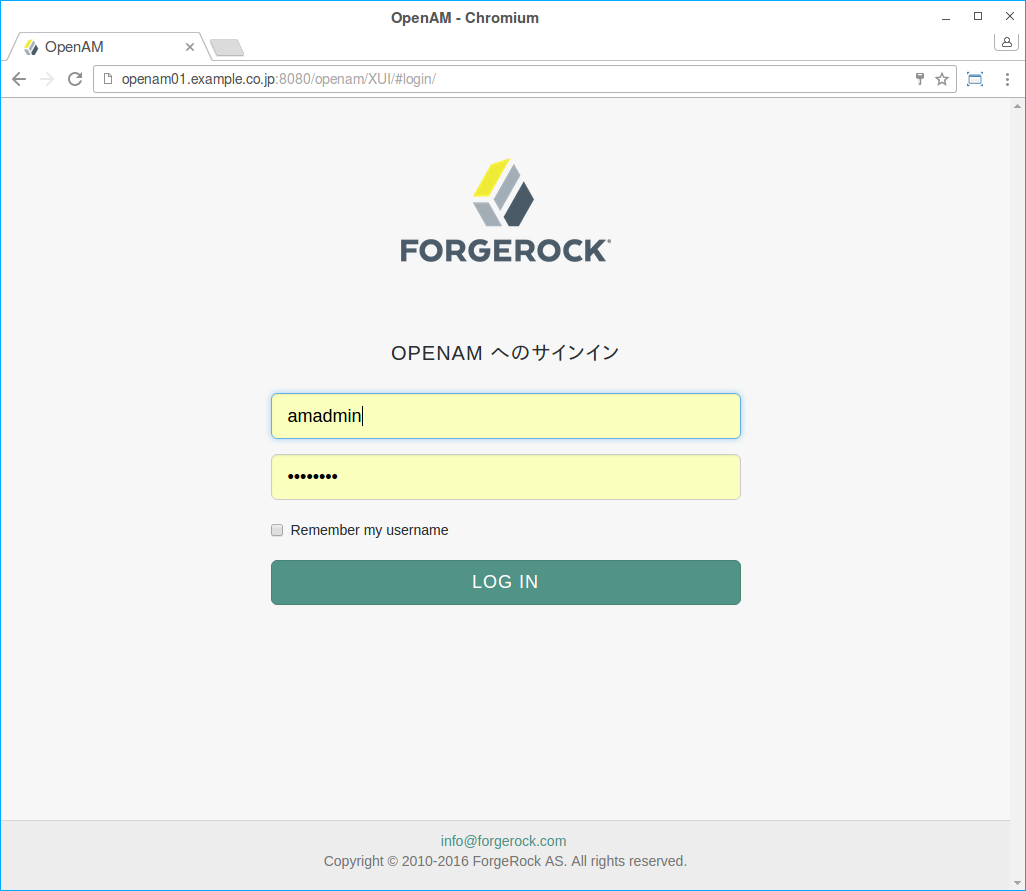 OpenAM - Chromium
OpenAM
openam01.example.co.jp:8080/openam/XUI/#login/
FORGEROCK
OPENAM へのサインイン
amadmin
••••••••
Remember my username
LOG IN
info@forgerock.com
Copyright © 2010-2016 ForgeRock AS. All rights reserved.